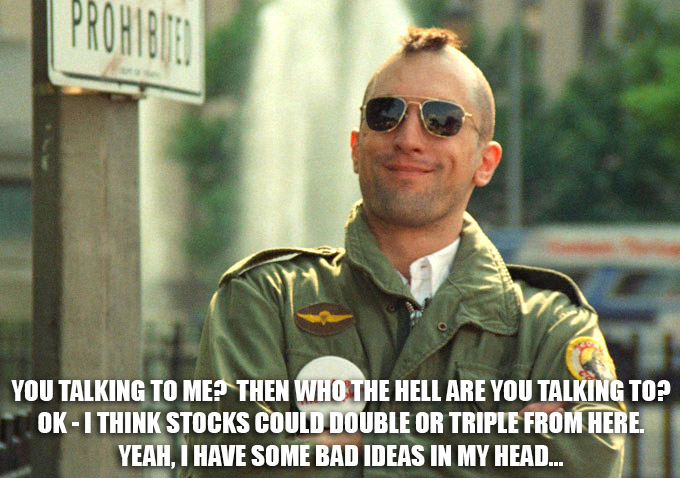 PROHIBITED
YOU TALKING TO ME? THEN WHO THE HELL ARE YOU TALKING TO?
OK - I THINK STOCKS COULD DOUBLE OR TRIPLE FROM HERE.
YEAH, I HAVE SOME BAD IDEAS IN MY HEAD...